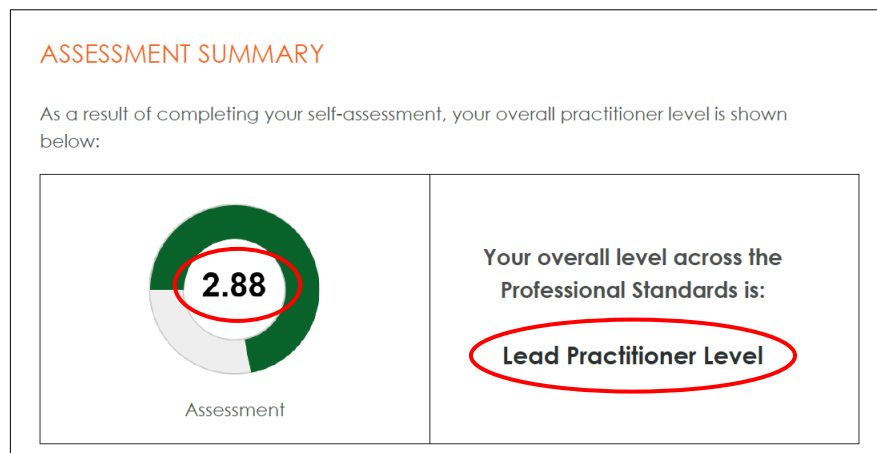 ASSESSMENT SUMMARY
As a result of completing your self-assessment, your overall practitioner level is shown
below:
2.88
Assessment
Your overall level across the
Professional Standards is:
Lead Practitioner Level